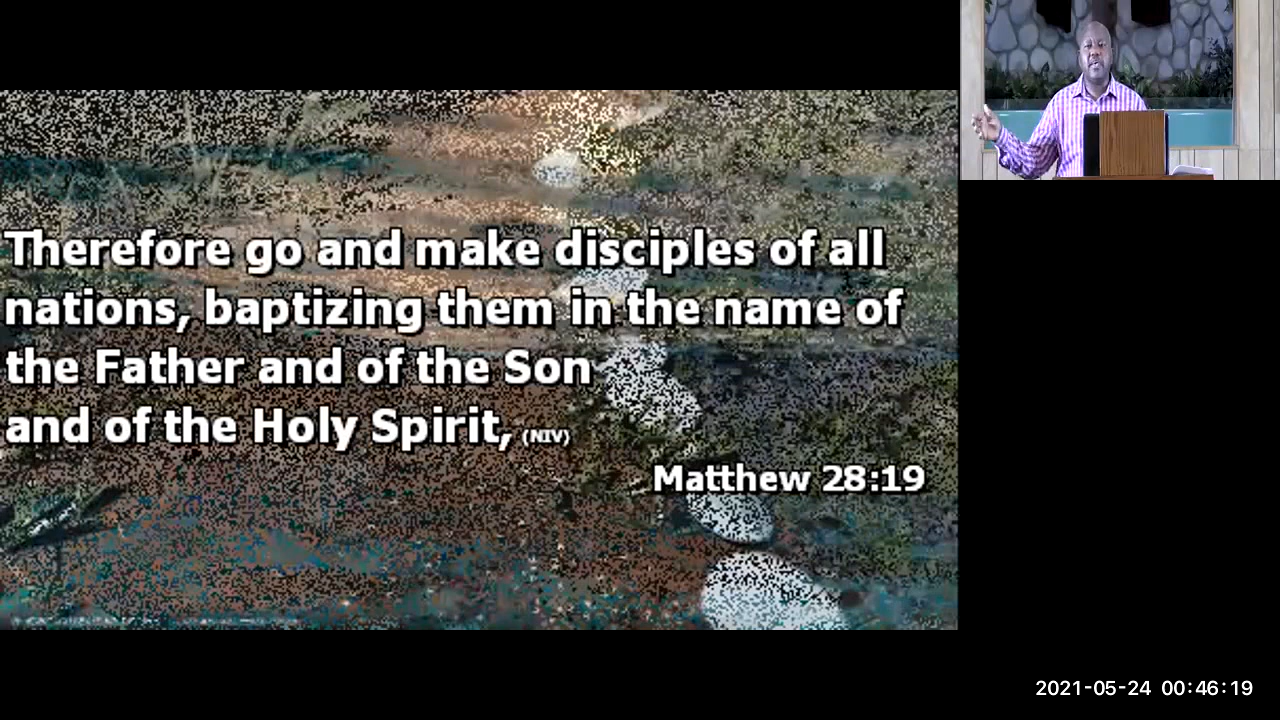 Therefore go and make disciples of all
nations, baptizing them in the name of
the Father and of the Son
and of the Holy Spirit, (NIV)
Matthew 28:19
2021-05-24 00:46:19